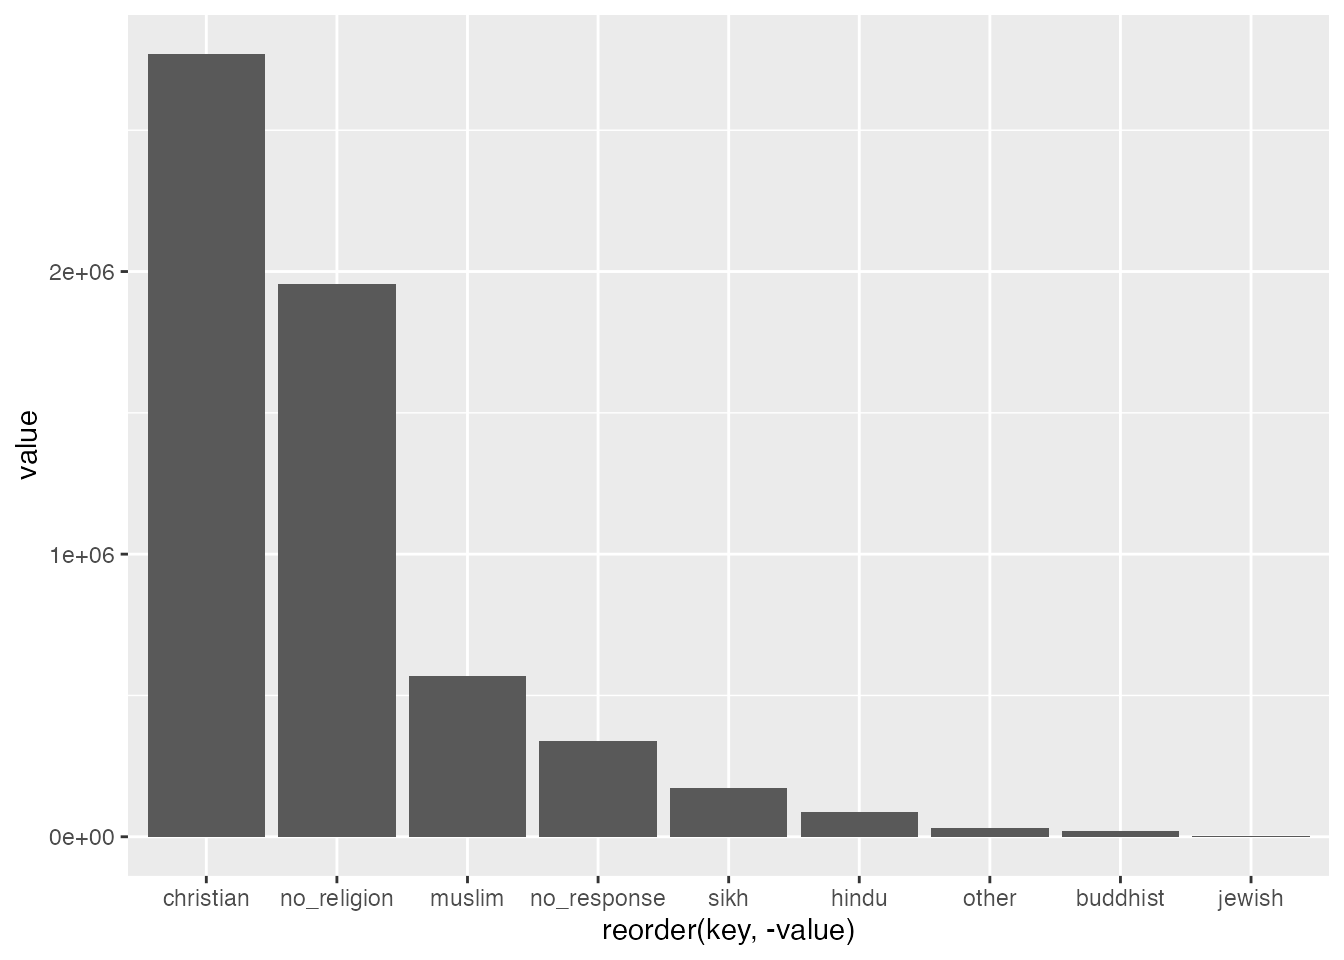 value
2e+06
1e+06
0e+00
christian no_religion muslim no_response sikh hindu other buddhist jewish
reorder(key, -value)